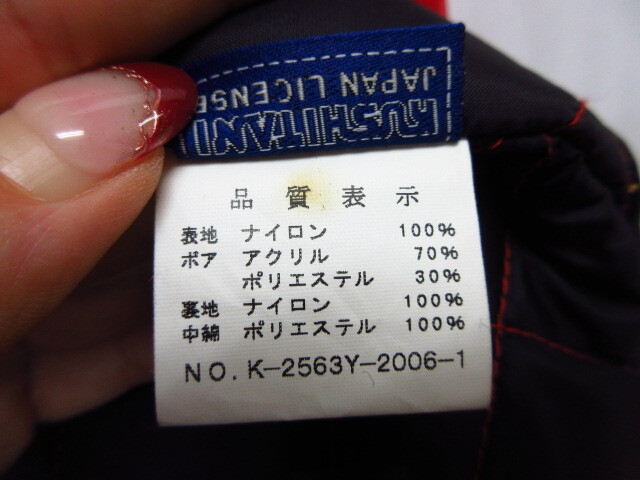 KUSHITANI
JAPAN LICENSE
品質表示
表地 ナイロン 100%
ボア アクリル 70%
ポリエステル 30%
裏地 ナイロン 100%
中綿 ポリエステル 100%
NO. K-2563Y-2006-1